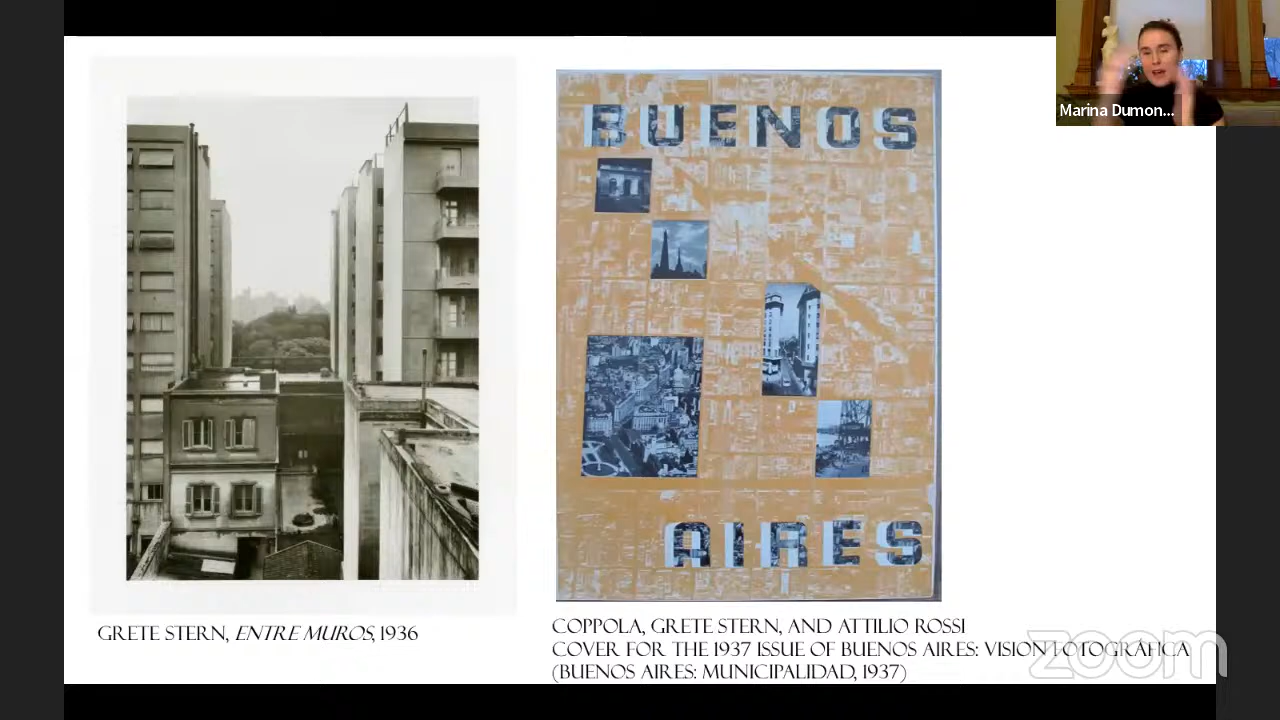 Marina Dumon...
BUENOS
AIRES
GRETE STERN, ENTRE MUROS, 1936
COPPOLA, GRETE STERN, AND ATTILIO ROSSI
COVER FOR THE 1937 ISSUE OF BUENOS AIRES: VISION FOTOGRÁFICA
(BUENOS AIRES: MUNICIPALIDAD, 1937)
zoom